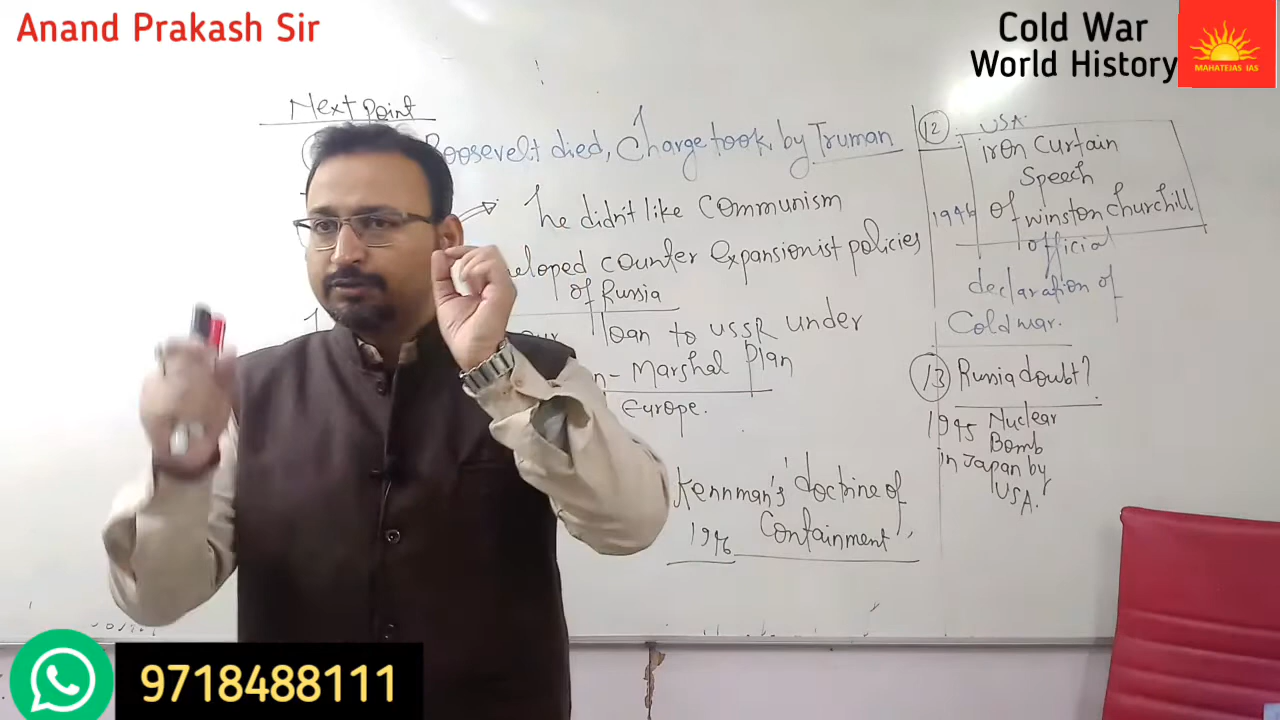 Anand Prakash Sir
Cold War
World History
MAHATEJAS IAS
Next point
Roosevelt died, Charge took by Truman
he didn't like Communism
counter expansionist policies
of Russia
loan to USSR under
- Marshal Plan
Europe.
Kennman's doctrine of
Containment"
12
USA
iron Curtain
Speech
1946 of winston churchill
official
declaration of
Cold war.
13 Russia doubt?
1945 Nuclear
Bomb
in Japan by
USA.
9718488111